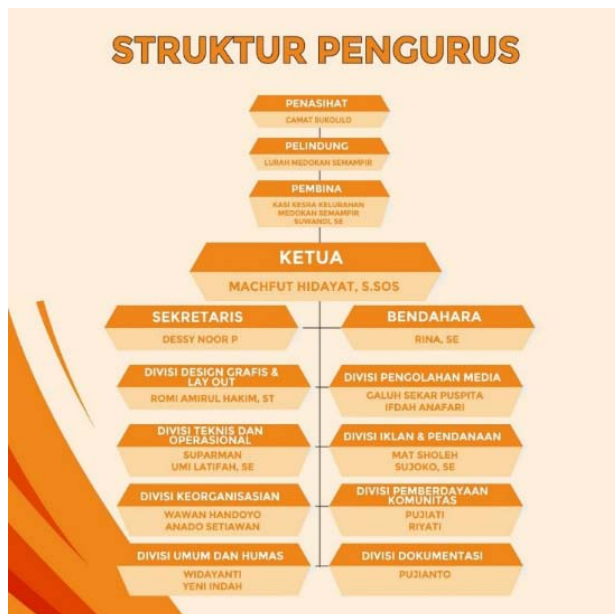 STRUKTUR PENGURUS
PENASIHAT
CAMAT SUKOLILO
PELINDUNG
LURAH MEDOKAN SEMAMPIR
PEMBINA
KASI KESRA KELURAHAN
MEDOKAN SEMAMPIR
SUWANDI, SE
KETUA
MACHFUT HIDAYAT, S.SOS
SEKRETARIS
DESSY NOOR P
BENDAHARA
RINA, SE
DIVISI DESIGN GRAFIS &
LAY OUT
ROMI AMIRUL HAKIM, ST
DIVISI PENGOLAHAN MEDIA
GALUH SEKAR PUSPITA
IFDAH ANAFARI
DIVISI TEKNIS DAN
OPERASIONAL
SUPARMAN
UMI LATIFAH, SE
DIVISI IKLAN & PENDANAAN
MAT SHOLEH
SUJOKO, SE
DIVISI KEORGANISASIAN
WAWAN HANDOYO
ANADO SETIAWAN
DIVISI PEMBERDAYAAN
KOMUNITAS
PUJIATI
RIYATI
DIVISI UMUM DAN HUMAS
WIDAYANTI
YENI INDAH
DIVISI DOKUMENTASI
PUJIANTO